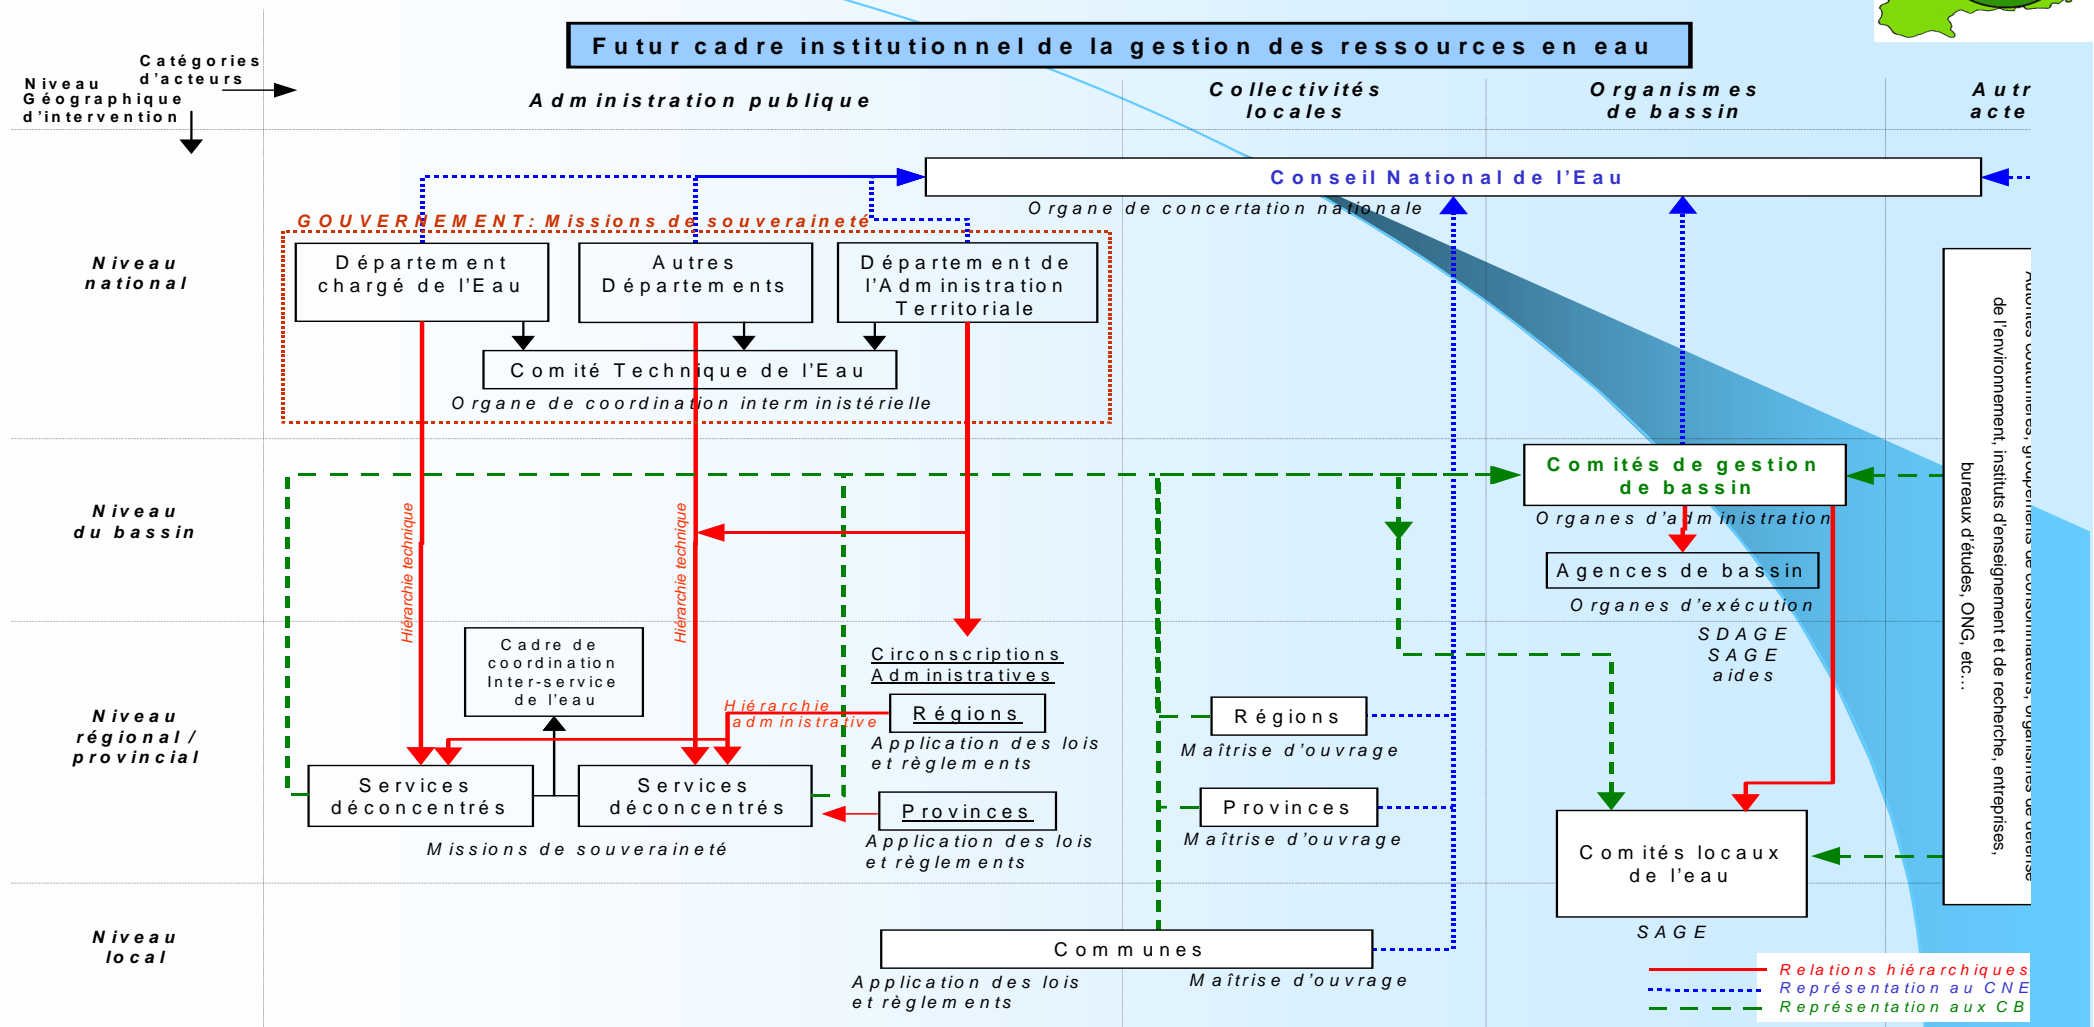 Futur cadre institutionnel de la gestion des ressources en eau
Catégories
d'acteurs
Niveau
Géographique
d'intervention
Administration publique
Collectivités
locales
Organismes
de bassin
Autr
acte
Conseil National de l'Eau
Organe de concertation nationale
GOUVERNEMENT: Missions de souveraineté
Niveau
national
Département
chargé de l'Eau
Autres
Départements
Département de
l'Administration
Territoriale
Comité Technique de l'Eau
Organe de coordination interministérielle
Autorités coutumières, groupements de consommateurs, organismes de défense
de l'environnement, instituts d'enseignement et de recherche, entreprises,
bureaux d'études, ONG, etc...
Niveau
du bassin
Hiérarchie technique
Hiérarchie technique
Comités de gestion
de bassin
Organes d'administration
Agences de bassin
Organes d'exécution
SDAGE
SAGE
aides
Niveau
régional /
provincial
Cadre de
coordination
Inter-service
de l'eau
Circonscriptions
Administratives
Hiérarchie
administrative
Régions
Application des lois
et règlements
Régions
Maîtrise d'ouvrage
Services
déconcentrés
Services
déconcentrés
Missions de souveraineté
Provinces
Application des lois
et règlements
Provinces
Maîtrise d'ouvrage
Comités locaux
de l'eau
SAGE
Niveau
local
Communes
Application des lois
et règlements
Maîtrise d'ouvrage
Relations hiérarchiques
Représentation au CNE
Représentation aux CB